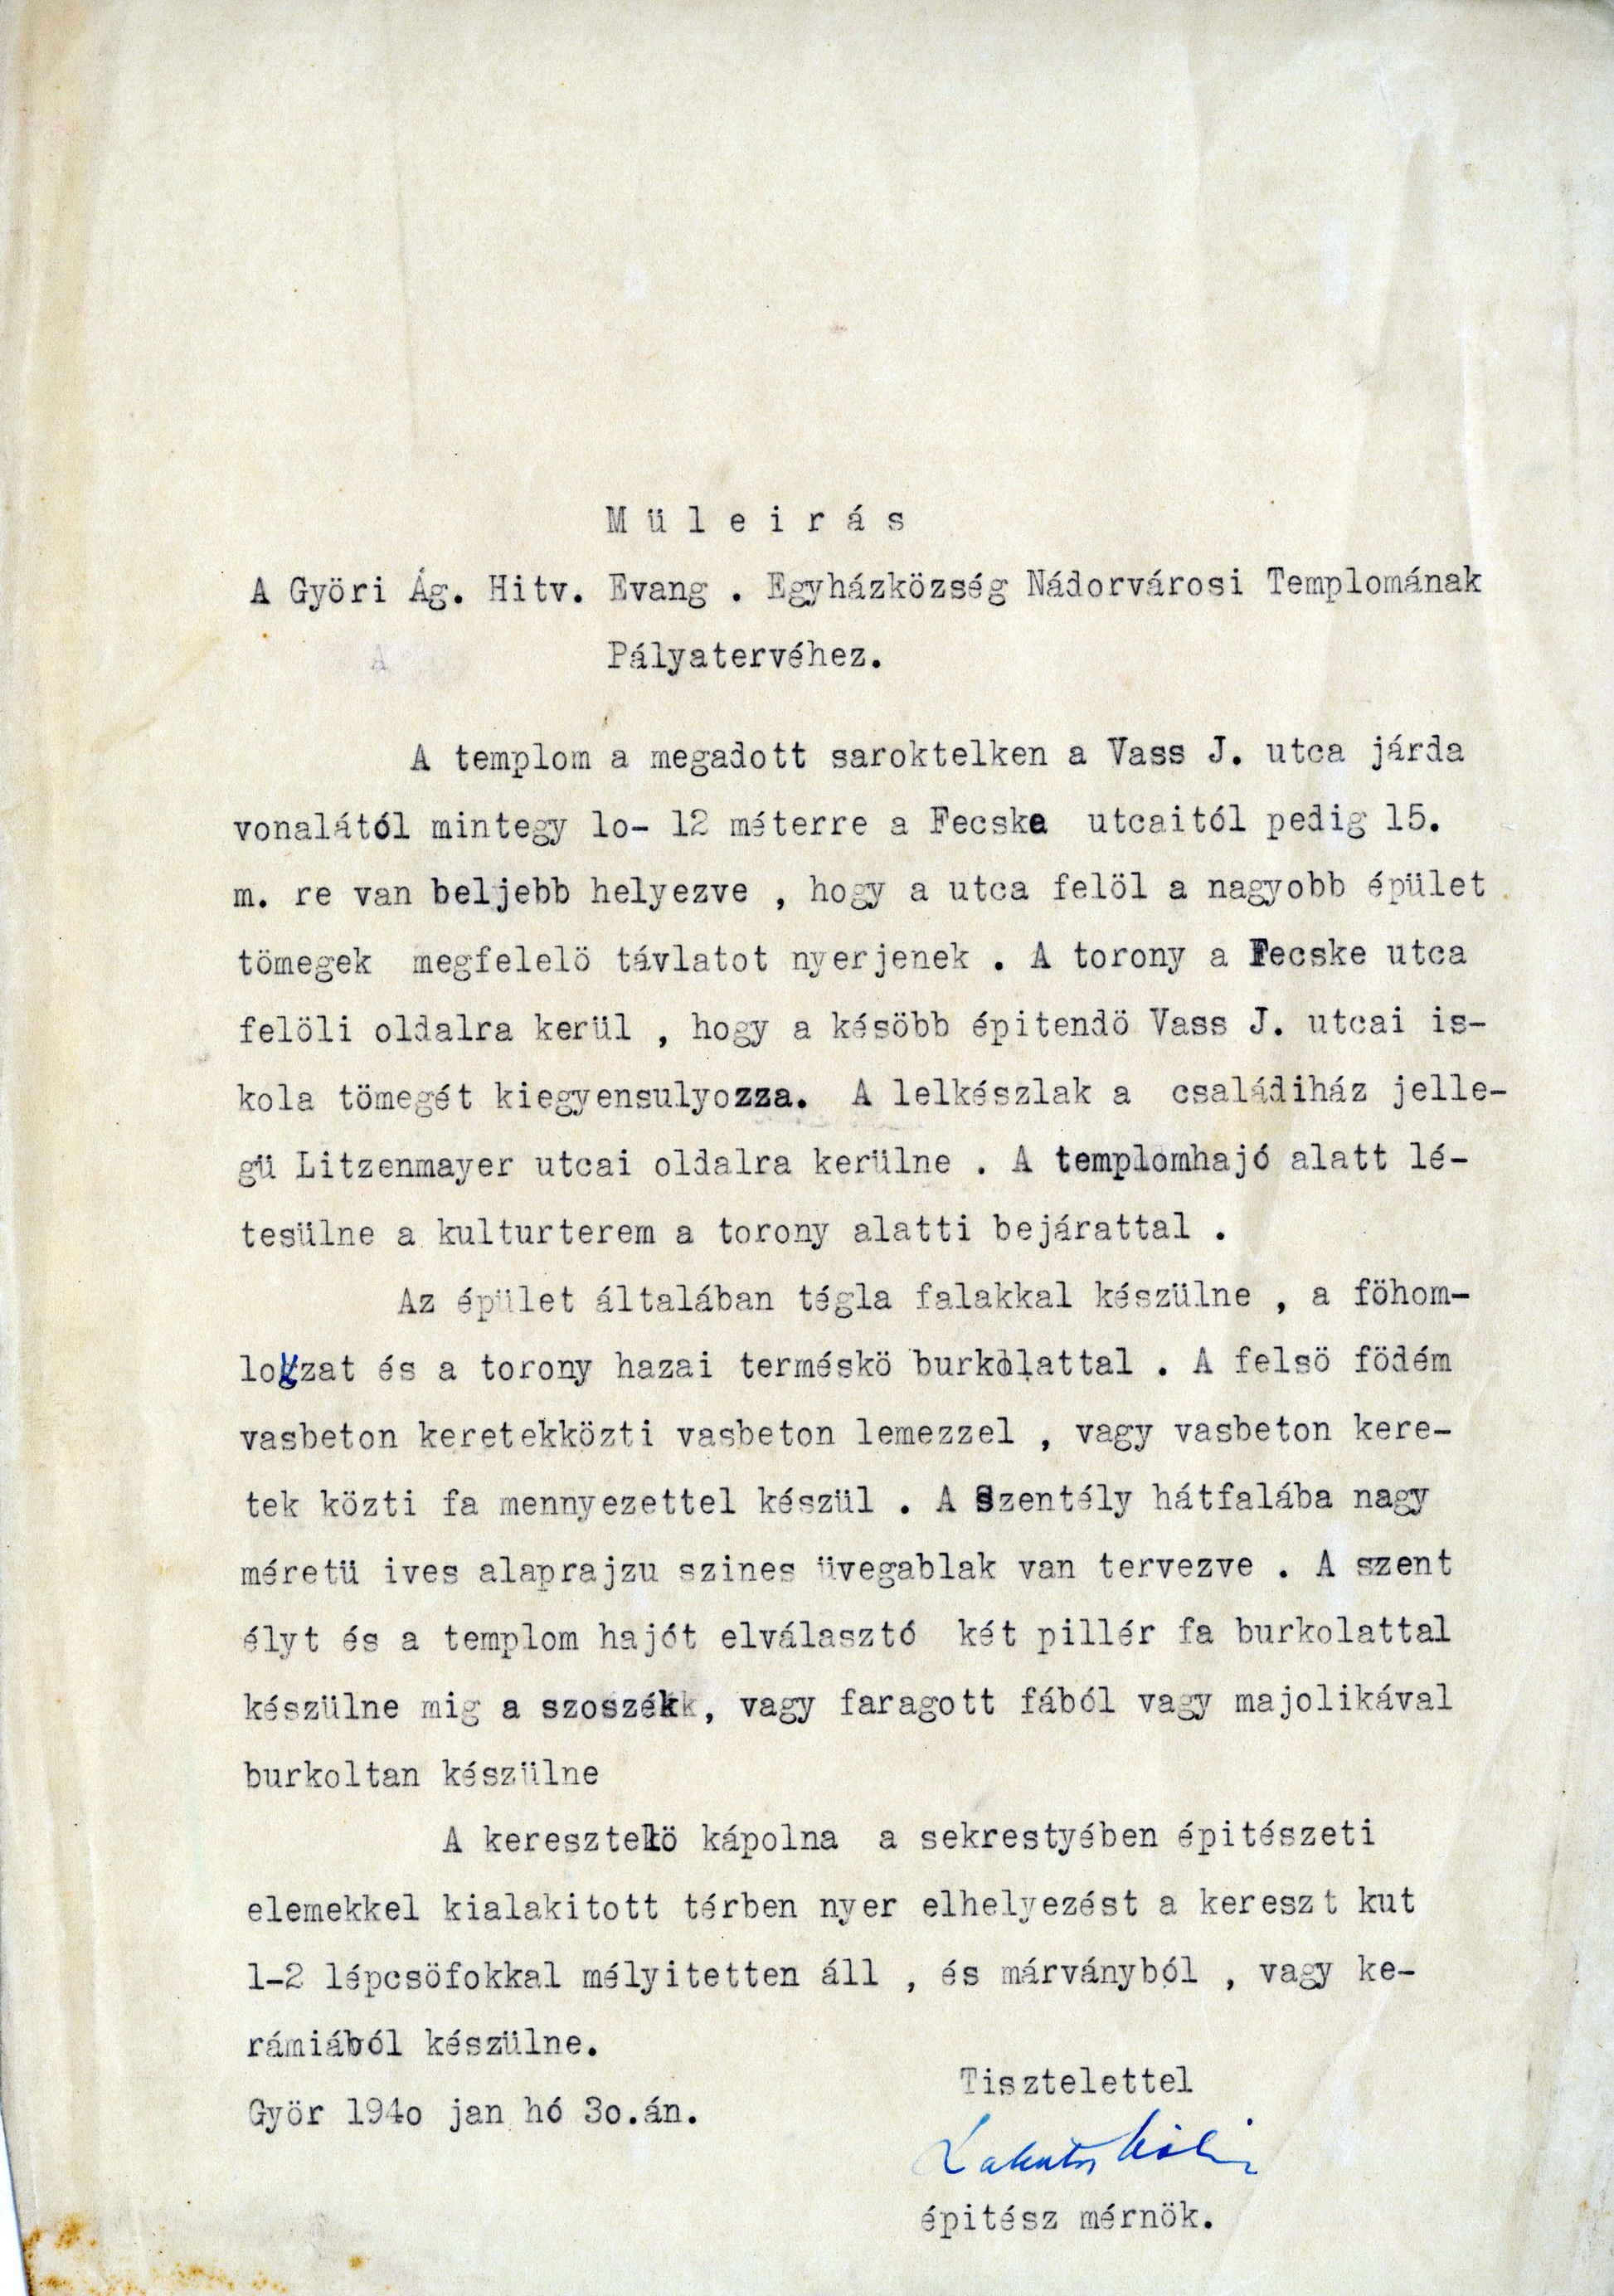 M ü l e i r á s
A Györi Ág. Hitv. Evang . Egyházközség Nádorvárosi Templomának
Pályatervéhez.
A templom a megadott saroktelken a Vass J. utca járda
vonalától mintegy lo- 12 méterre a Fecske utcaitól pedig 15.
m. re van beljebb helyezve , hogy a utca felöl a nagyobb épület
tömegek megfelelö távlatot nyerjenek . A torony a Fecske utca
felöli oldalra kerül , hogy a késöbb épitendö Vass J. utcai is-
kola tömegét kiegyensulyozza. A lelkészlak a családiház jelle-
gü Litzenmayer utcai oldalra kerülne . A templomhajó alatt lé-
tesülne a kulturterem a torony alatti bejárattal .
Az épület általában tégla falakkal készülne , a föhom-
lokzat és a torony hazai terméskö burkolattal . A felsö födém
vasbeton keretekközti vasbeton lemezzel , vagy vasbeton kere-
tek közti fa mennyezettel készül . A Szentély hátfalába nagy
méretü ives alaprajzu szines üvegablak van tervezve . A szent
élyt és a templom hajót elválasztó két pillér fa burkolattal
készülne mig a szoszékk, vagy faragott fából vagy majolikával
burkoltan készülne
A keresztelö kápolna a sekrestyében épitészeti
elemekkel kialakitott térben nyer elhelyezést a kereszt kut
1-2 lépcsöfokkal mélyitetten áll , és márványból , vagy ke-
rámiából készülne.
Tisztelettel
Györ 194o jan hó 3o.án.
Lakatos Kálmán
épitész mérnök.